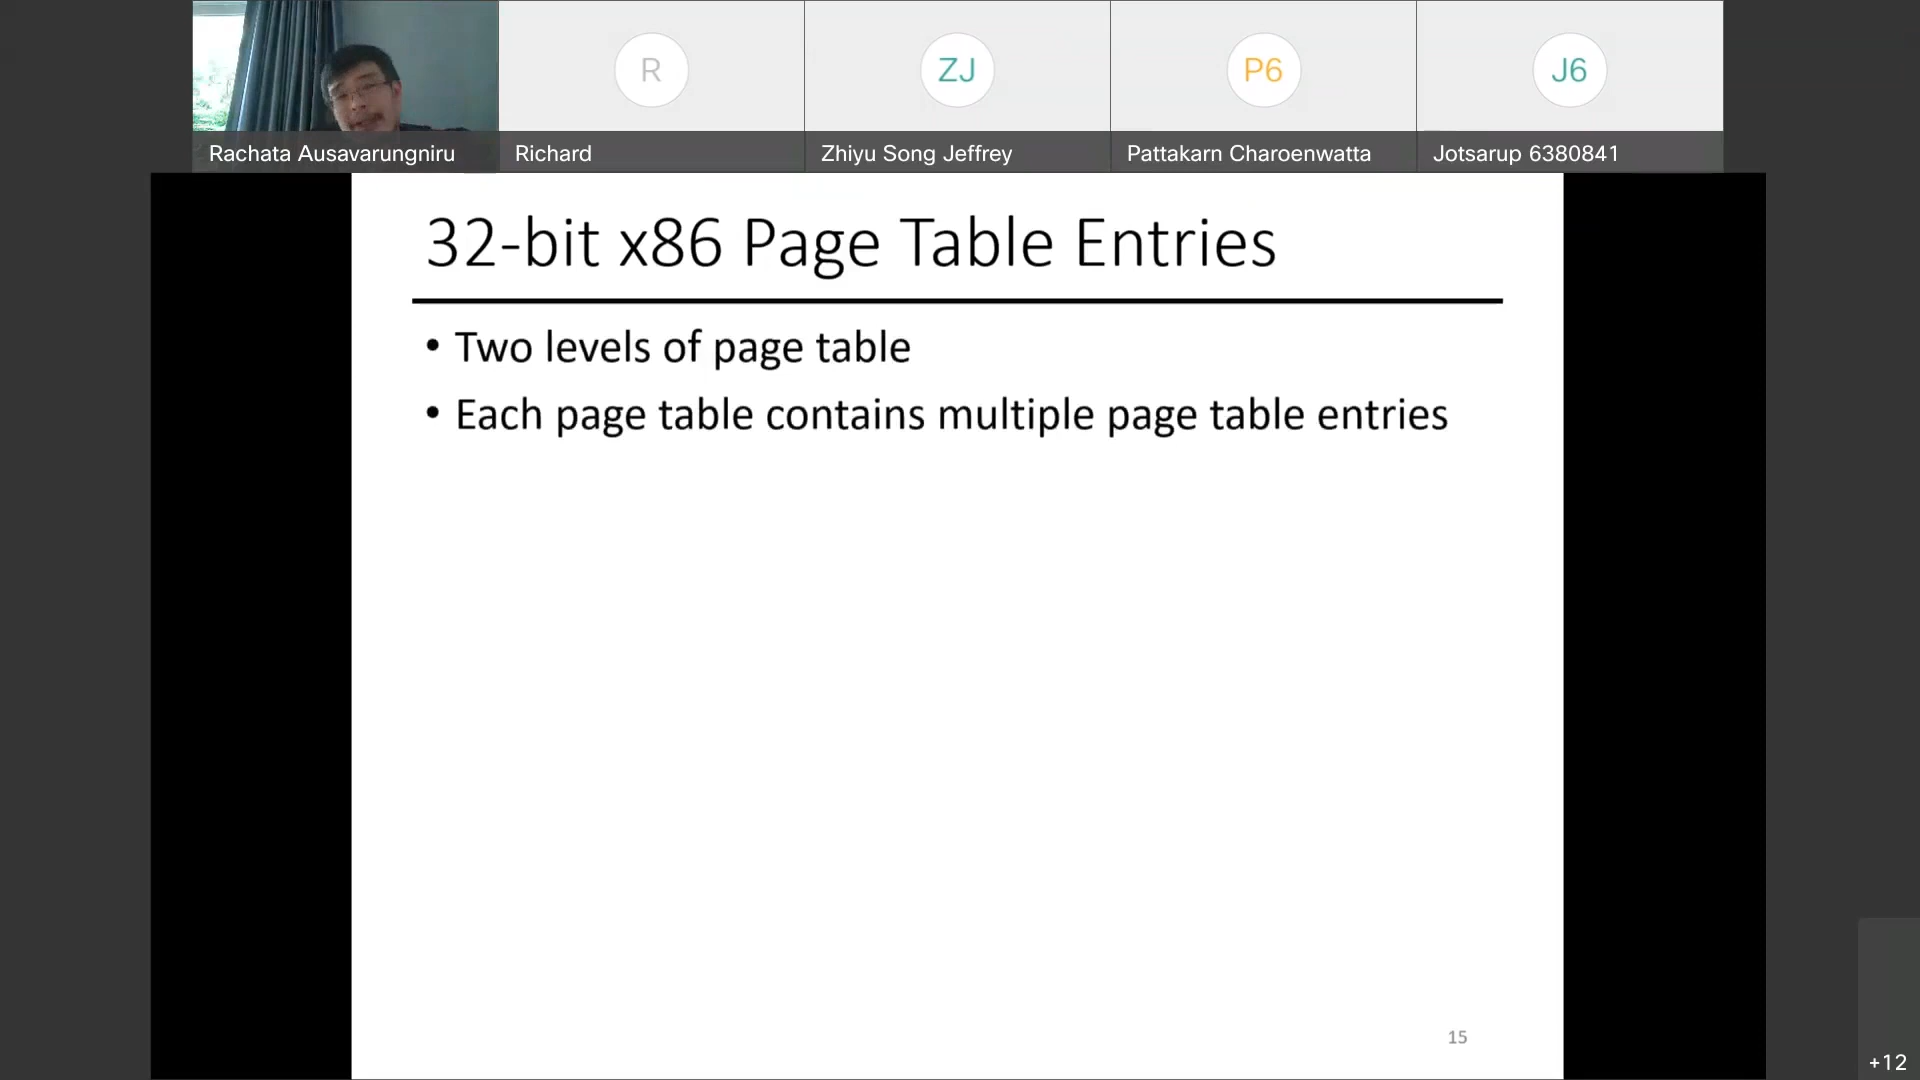 R
ZJ
P6
J6
Rachata Ausavarungniru
Richard
Zhiyu Song Jeffrey
Pattakarn Charoenwatta
Jotsarup 6380841
32-bit x86 Page Table Entries
• Two levels of page table
• Each page table contains multiple page table entries
15
+12